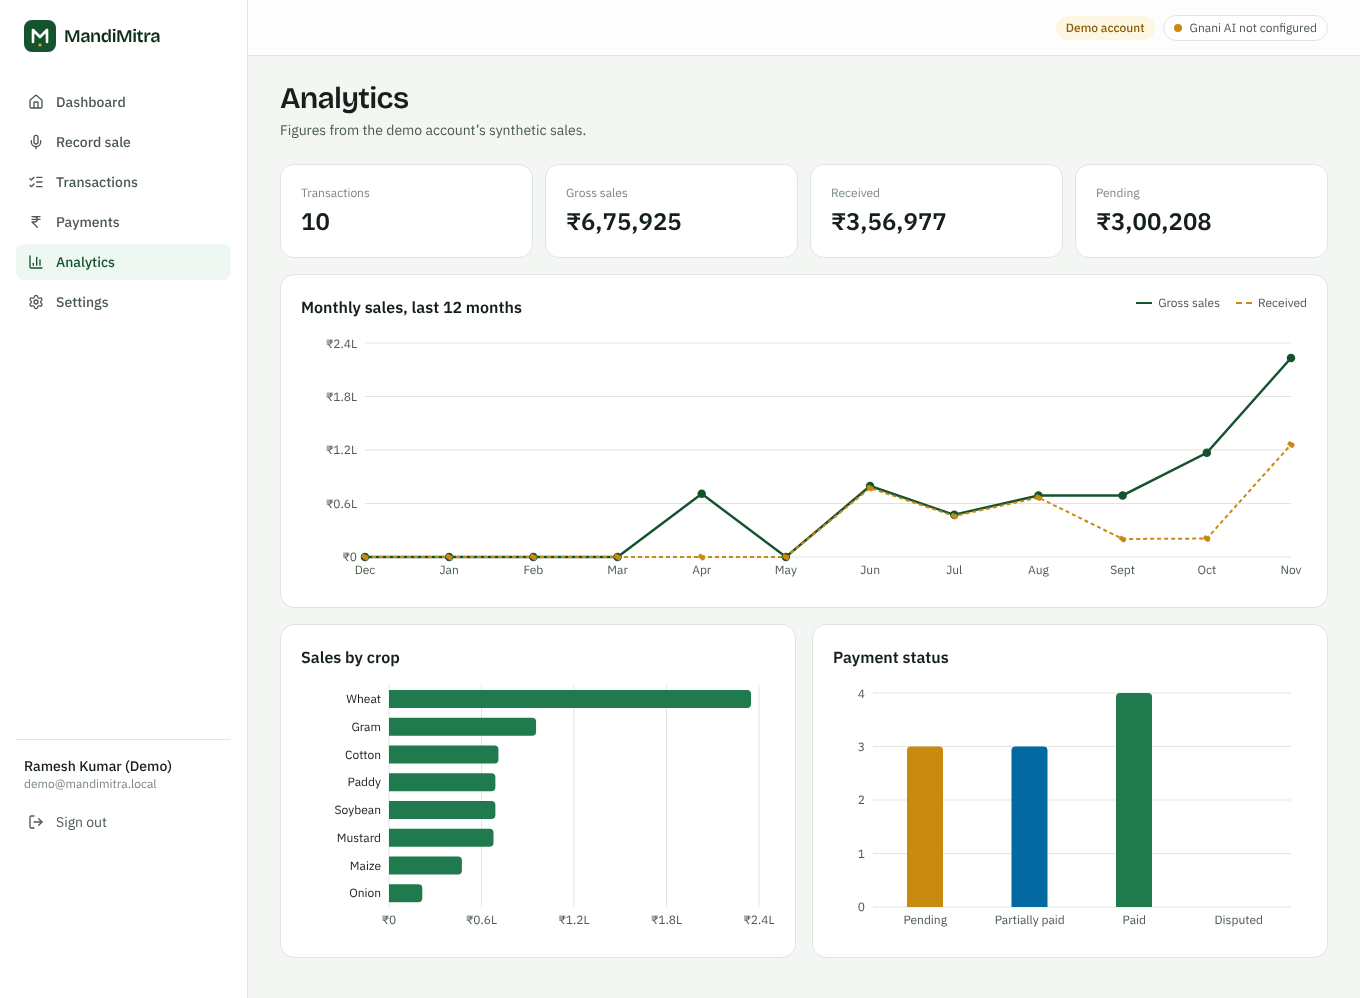 MandiMitra
Demo account
Gnani AI not configured
Dashboard
Record sale
Transactions
Payments
Analytics
Settings
Analytics
Figures from the demo account’s synthetic sales.
Transactions
10
Gross sales
₹6,75,925
Received
₹3,56,977
Pending
₹3,00,208
Monthly sales, last 12 months
Gross sales
Received
₹2.4L
₹1.8L
₹1.2L
₹0.6L
₹0
Dec Jan Feb Mar Apr May Jun Jul Aug Sept Oct Nov
Sales by crop
Wheat
Gram
Cotton
Paddy
Soybean
Mustard
Maize
Onion
₹0 ₹0.6L ₹1.2L ₹1.8L ₹2.4L
Payment status
4
3
2
1
0
Pending Partially paid Paid Disputed
Ramesh Kumar (Demo)
demo@mandimitra.local
Sign out